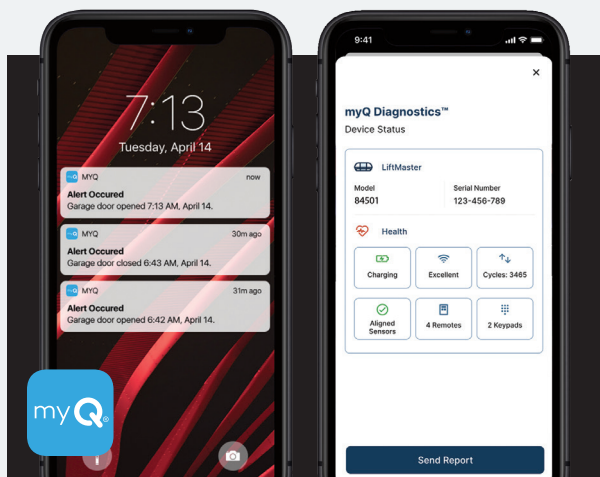 7:13
Tuesday, April 14
MYQ
now
Alert Occured
Garage door opened 7:13 AM, April 14.
MYQ
30m ago
Alert Occured
Garage door closed 6:43 AM, April 14.
MYQ
31m ago
Alert Occured
Garage door opened 6:42 AM, April 14.
myQ®
9:41
×
myQ Diagnostics™
Device Status
LiftMaster
Model
Serial Number
84501
123-456-789
Health
Charging
Excellent
Cycles: 3465
Aligned
Sensors
4 Remotes
2 Keypads
Send Report